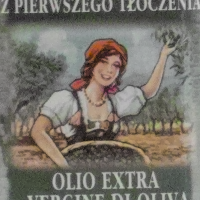 Z PIERWSZEGO TŁOCZENIA
OLIO EXTRA
VERGINE DI OLIVA